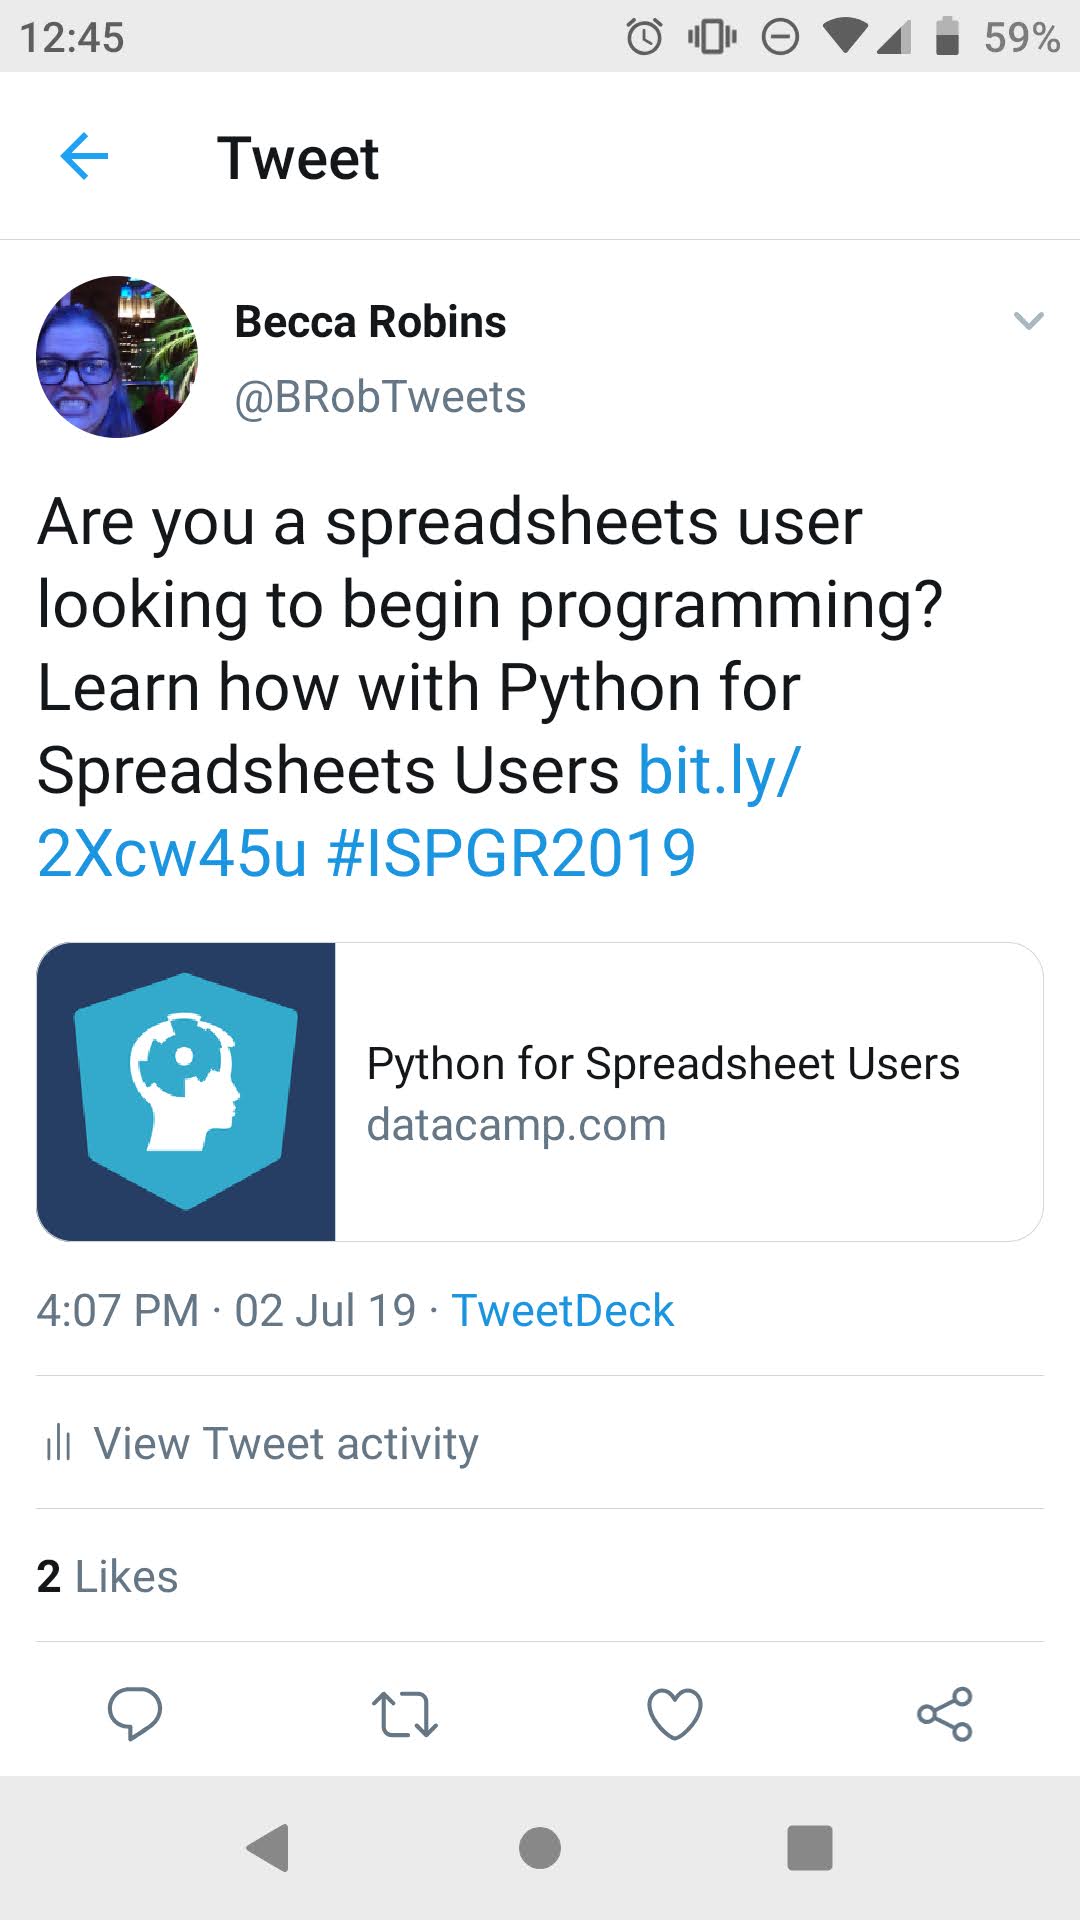 12:45
59%
Tweet
Becca Robins
@BRobTweets
Are you a spreadsheets user
looking to begin programming?
Learn how with Python for
Spreadsheets Users bit.ly/
2Xcw45u #ISPGR2019
Python for Spreadsheet Users
datacamp.com
4:07 PM · 02 Jul 19 · TweetDeck
View Tweet activity
2 Likes